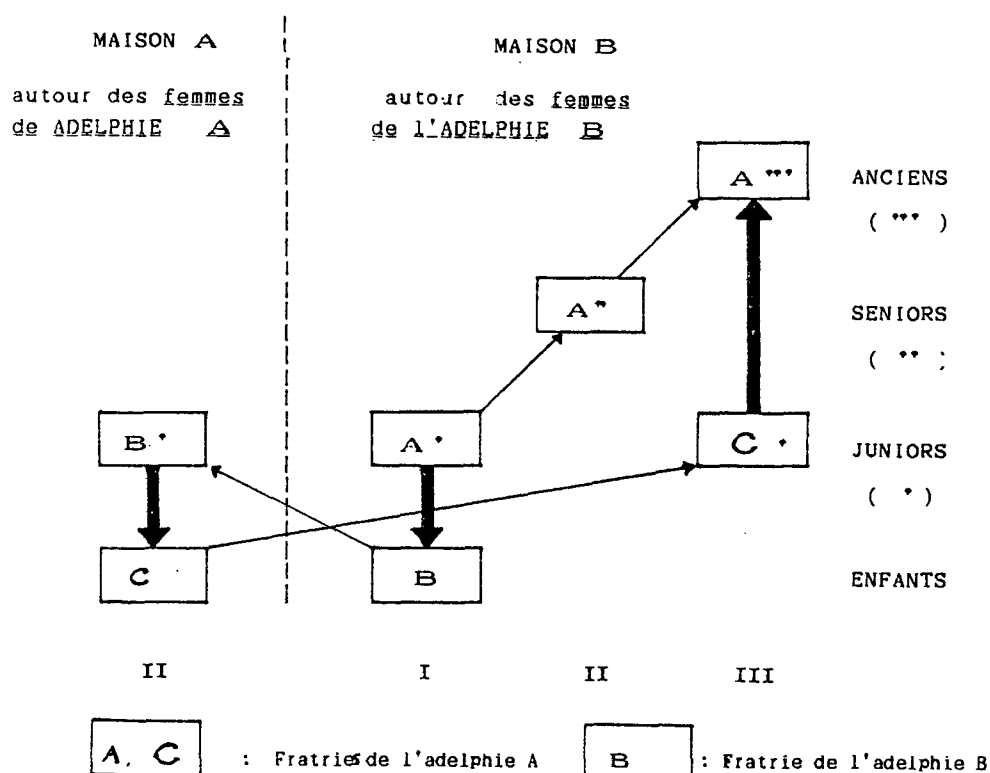 MAISON A
autour des femmes
de ADELPHIE A
MAISON B
autour des femmes
de l'ADELPHIE B
A '''
ANCIENS
( ''' )
A ''
SENIORS
( '' ;
B '
A '
C '
JUNIORS
( ' )
C
B
ENFANTS
II
I
II
III
A, C : Fratries de l'adelphie A
B : Fratrie de l'adelphie B